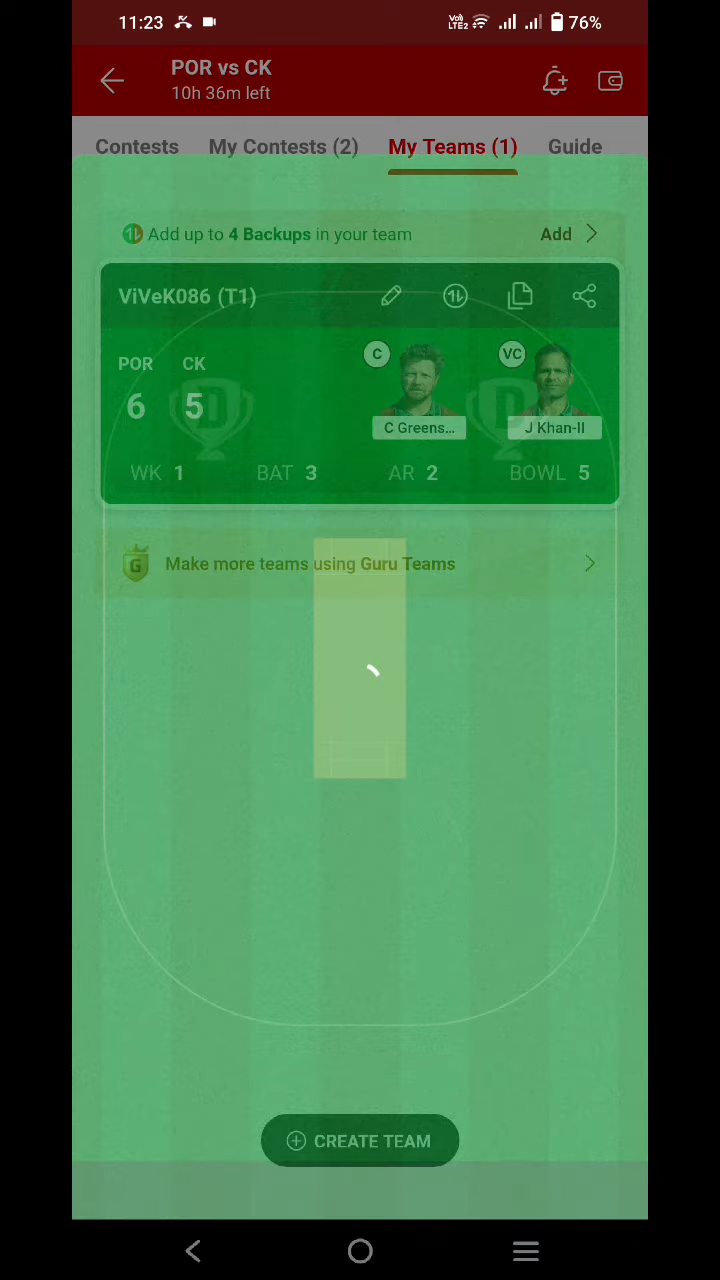 11:23 Vo) LTE2 76%
POR vs CK
10h 36m left
Contests My Contests (2) My Teams (1) Guide
Add up to 4 Backups in your team Add
ViVeK086 (T1)
POR CK
6 5
C VC
C Greens... J Khan-II
WK 1 BAT 3 AR 2 BOWL 5
G Make more teams using Guru Teams
CREATE TEAM